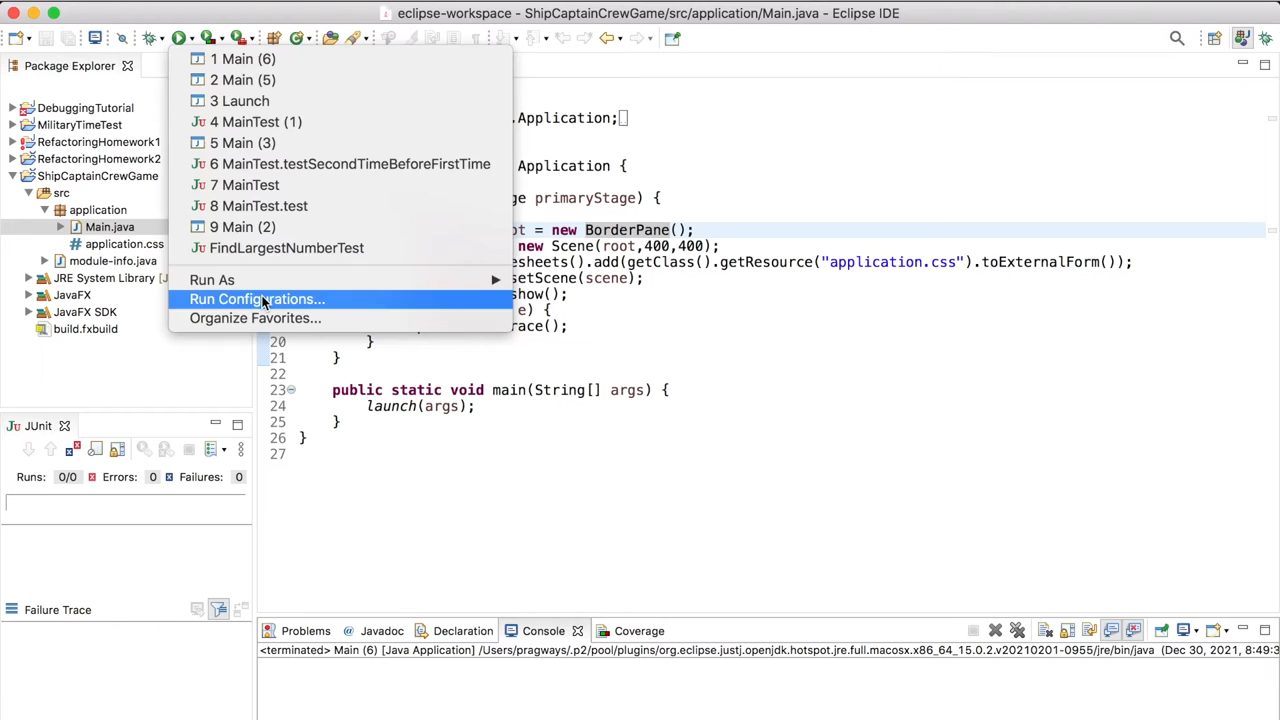 eclipse-workspace - ShipCaptainCrewGame/src/application/Main.java - Eclipse IDE
Package Explorer
DebuggingTutorial
MilitaryTimeTest
RefactoringHomework1
RefactoringHomework2
ShipCaptainCrewGame
src
application
Main.java
application.css
module-info.java
JRE System Library [
JavaFX
JavaFX SDK
build.fxbuild
1 Main (6)
2 Main (5)
3 Launch
4 MainTest (1)
5 Main (3)
6 MainTest.testSecondTimeBeforeFirstTime
7 MainTest
8 MainTest.test
9 Main (2)
FindLargestNumberTest
Run As
Run Configurations...
Organize Favorites...
.Application;
Application {
ge primaryStage) {
ot = new BorderPane();
new Scene(root,400,400);
esheets().add(getClass().getResource("application.css").toExternalForm());
setScene(scene);
show();
e) {
race();
20 }
21 }
22
23 public static void main(String[] args) {
24 launch(args);
25 }
26 }
27
JUnit
Runs: 0/0 Errors: 0 Failures: 0
Failure Trace
Problems Javadoc Declaration Console Coverage
<terminated> Main (6) [Java Application] /Users/pragways/.p2/pool/plugins/org.eclipse.justj.openjdk.hotspot.jre.full.macosx.x86_64_15.0.2.v20210201-0955/jre/bin/java (Dec 30, 2021, 8:49:3